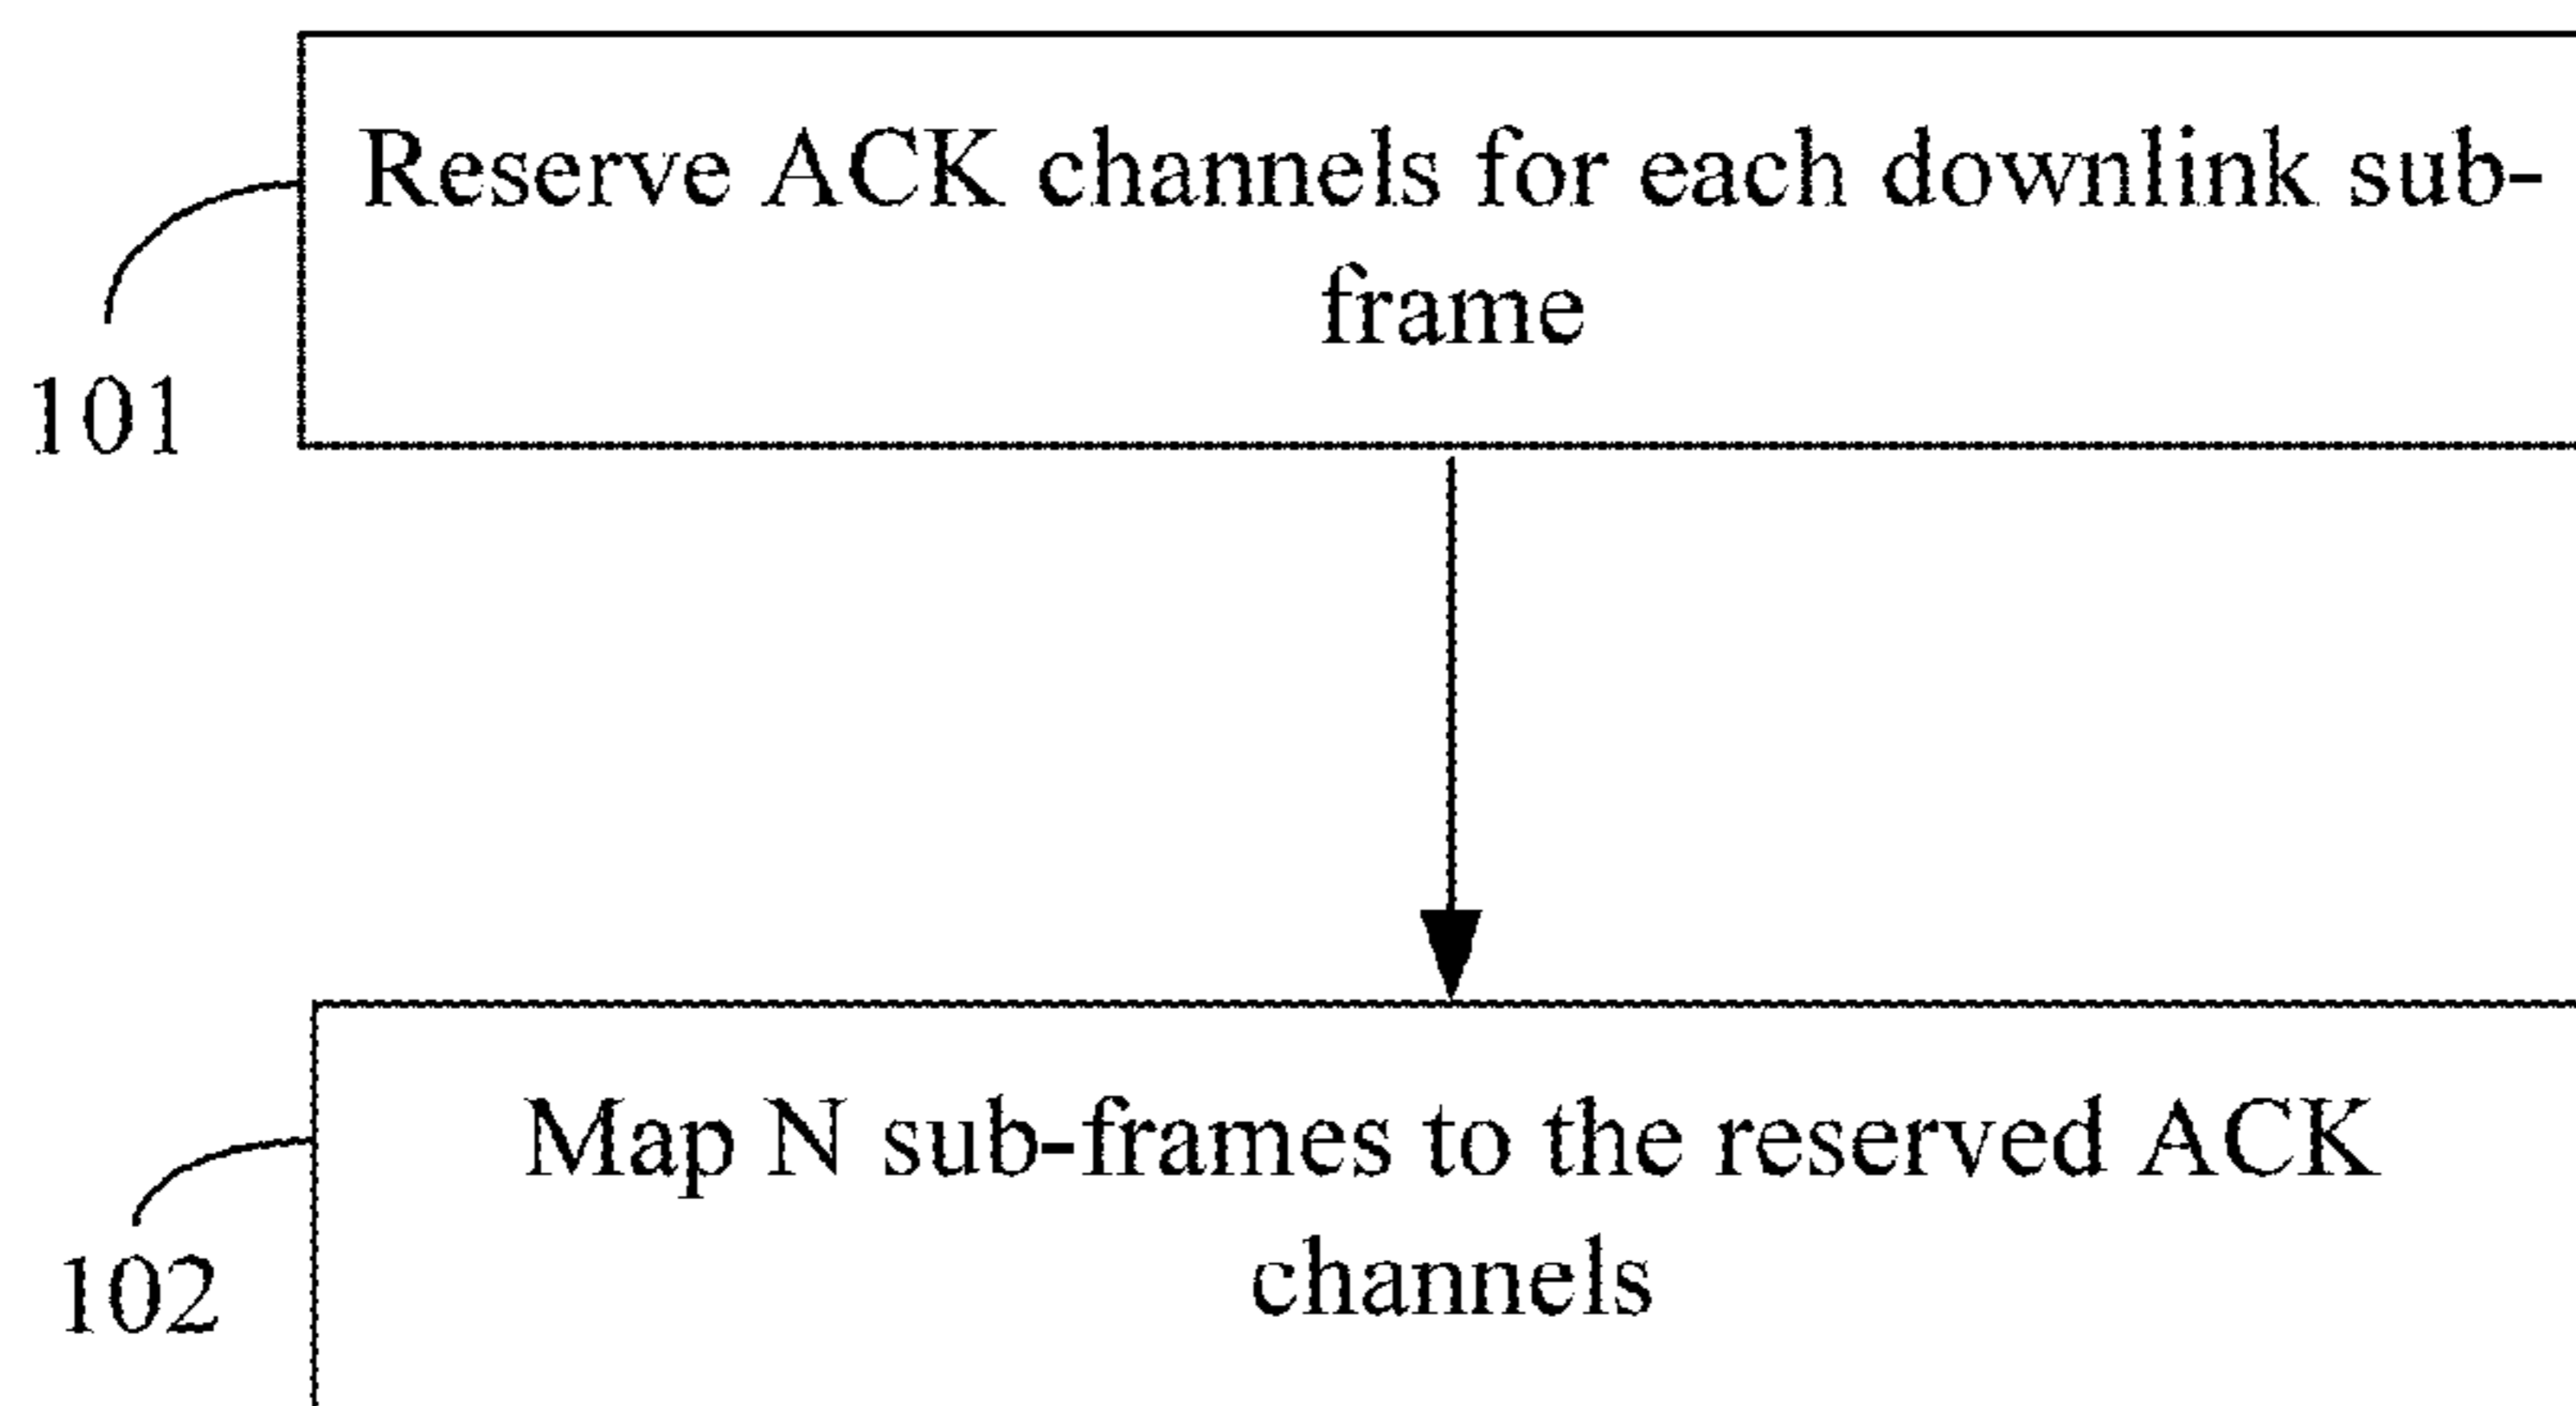 Reserve ACK channels for each downlink sub-
frame
101
Map N sub-frames to the reserved ACK
channels
102